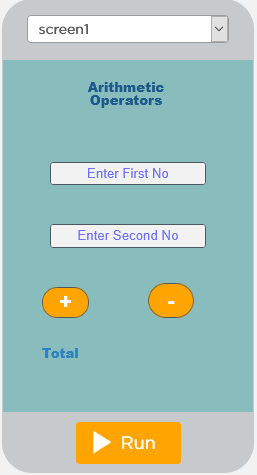 screen1
Arithmetic
Operators
Enter First No
Enter Second No
+ -
Total
Run